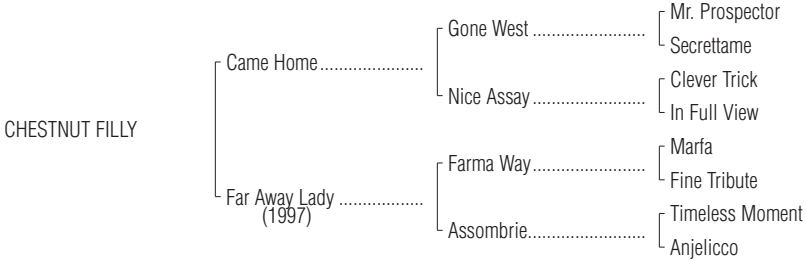 Mr. Prospector
Gone West ........................
Secrettame
Came Home......................
Clever Trick
Nice Assay ........................
In Full View
CHESTNUT FILLY
Marfa
Farma Way........................
Fine Tribute
Far Away Lady ..................
(1997)
Timeless Moment
Assombrie.........................
Anjelicco